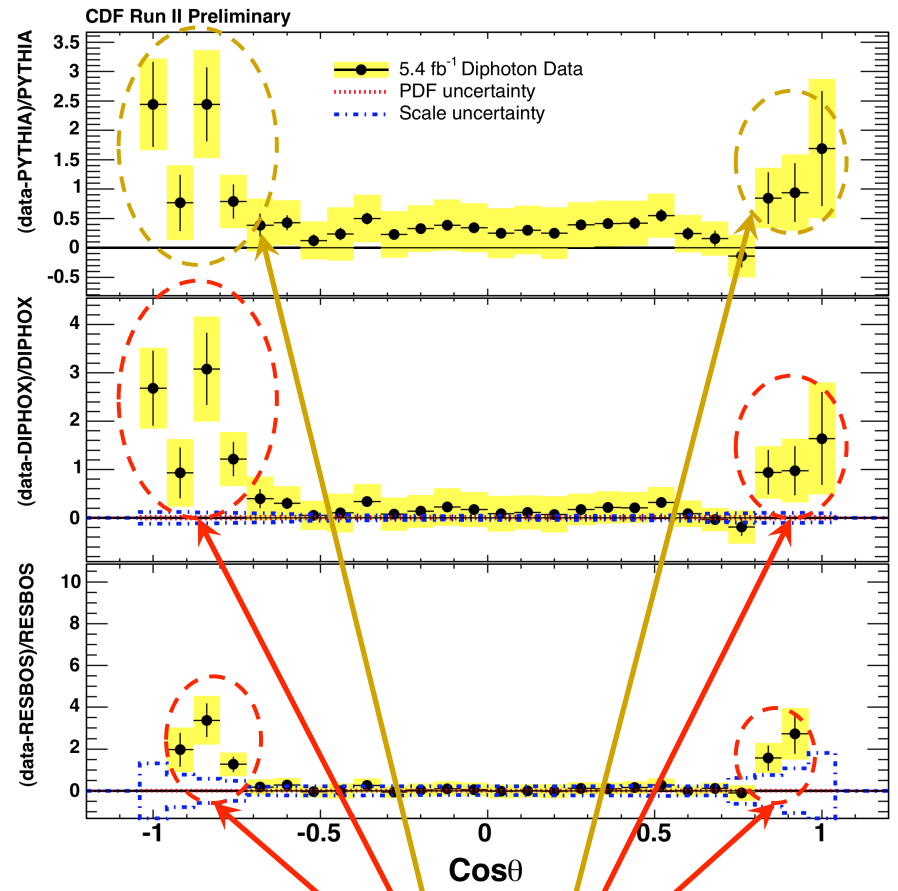 CDF Run II Preliminary
(data-PYTHIA)/PYTHIA
3.5
3
2.5
2
1.5
1
0.5
0
-0.5
5.4 fb-1 Diphoton Data
PDF uncertainty
Scale uncertainty
(data-DIPHOX)/DIPHOX
4
3
2
1
0
(data-RESBOS)/RESBOS
10
8
6
4
2
0
-1 -0.5 0 0.5 1
Cosθ